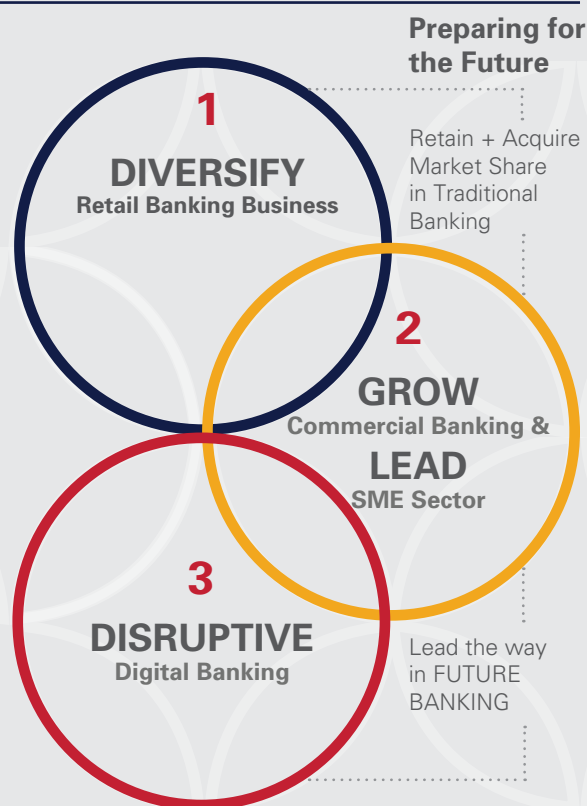 Preparing for
the Future
1
DIVERSIFY
Retail Banking Business
Retain + Acquire
Market Share
in Traditional
Banking
2
GROW
Commercial Banking &
LEAD
SME Sector
3
DISRUPTIVE
Digital Banking
Lead the way
in FUTURE
BANKING